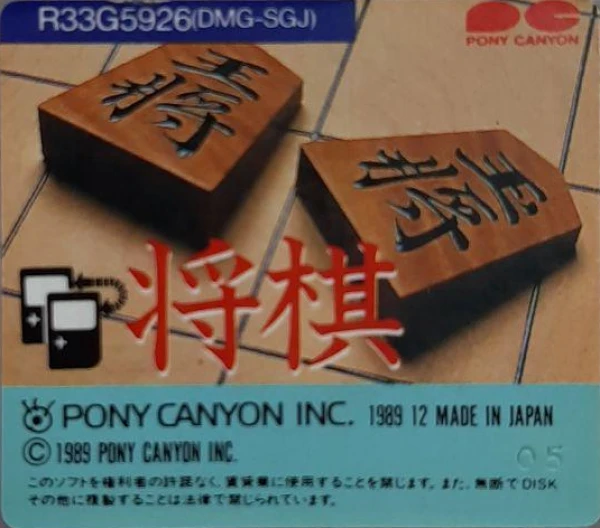 R33G5926(DMG-SGJ)
PONY CANYON
王将
玉将
将棋
PONY CANYON INC. 1989 12 MADE IN JAPAN
© 1989 PONY CANYON INC.
05
このソフトを権利者の許諾なく、賃貸業に使用することを禁じます。また、無断でDISK
その他に複製することは法律で禁じられています。